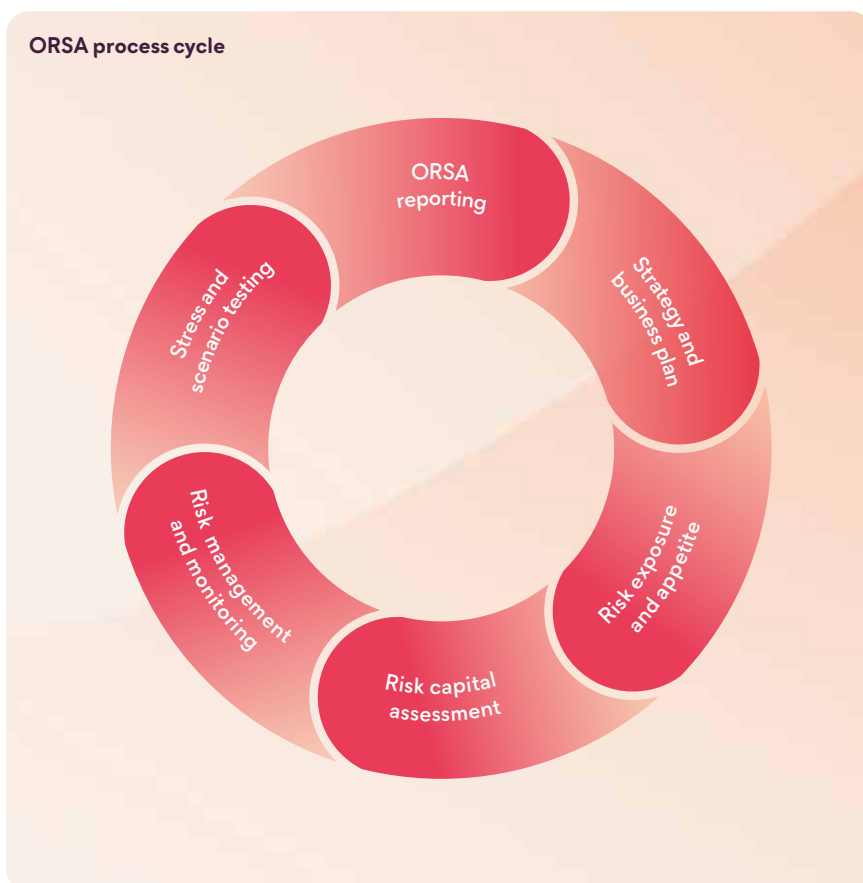 ORSA process cycle
ORSA
reporting
Strategy and
business plan
Risk exposure
and appetite
Risk capital
assessment
Risk management
and monitoring
Stress and
scenario testing